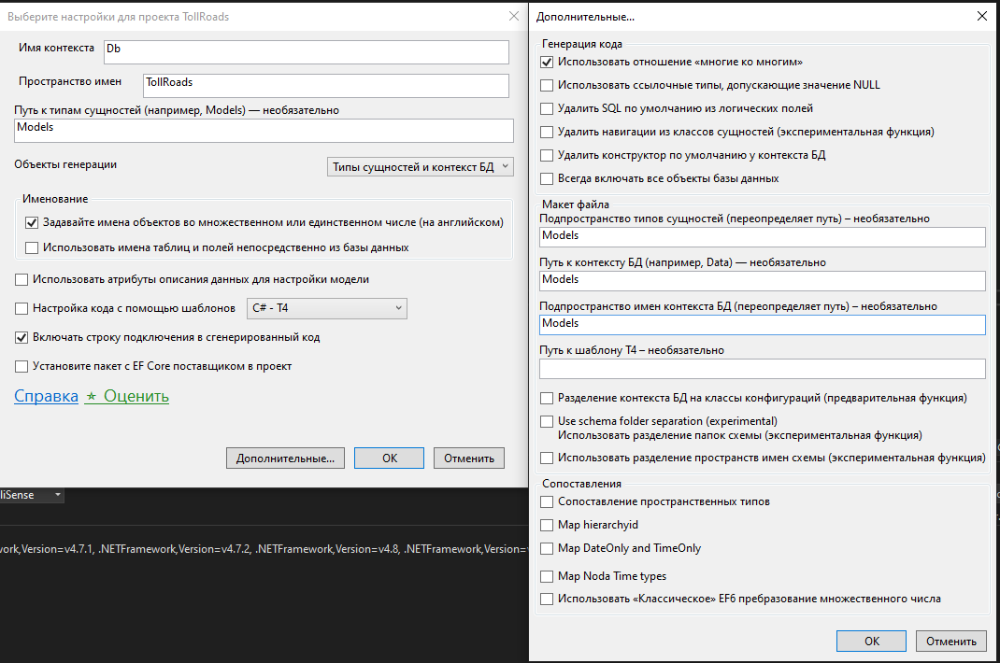 Выберите настройки для проекта TollRoads
Имя контекста
Db
Пространство имен
TollRoads
Путь к типам сущностей (например, Models) — необязательно
Models
Объекты генерации
Типы сущностей и контекст БД
Именование
Задавайте имена объектов во множественном или единственном числе (на английском)
Использовать имена таблиц и полей непосредственно из базы данных
Использовать атрибуты описания данных для настройки модели
Настройка кода с помощью шаблонов
C# - T4
Включать строку подключения в сгенерированный код
Установите пакет с EF Core поставщиком в проект
Справка ★ Оценить
Дополнительные...
ОК
Отменить
liSense
work,Version=v4.7.1, .NETFramework,Version=v4.7.2, .NETFramework,Version=v4.8, .NETFramework,Version=
Дополнительные...
Генерация кода
Использовать отношение «многие ко многим»
Использовать ссылочные типы, допускающие значение NULL
Удалить SQL по умолчанию из логических полей
Удалить навигации из классов сущностей (экспериментальная функция)
Удалить конструктор по умолчанию у контекста БД
Всегда включать все объекты базы данных
Макет файла
Подпространство типов сущностей (переопределяет путь) – необязательно
Models
Путь к контексту БД (например, Data) — необязательно
Models
Подпространство имен контекста БД (переопределяет путь) – необязательно
Models
Путь к шаблону T4 – необязательно
Разделение контекста БД на классы конфигураций (предварительная функция)
Use schema folder separation (experimental)
Использовать разделение папок схемы (экспериментальная функция)
Использовать разделение пространств имен схемы (экспериментальная функция)
Сопоставления
Сопоставление пространственных типов
Map hierarchyid
Map DateOnly and TimeOnly
Map Noda Time types
Использовать «Классическое» EF6 пребразование множественного числа
ОК
Отменить